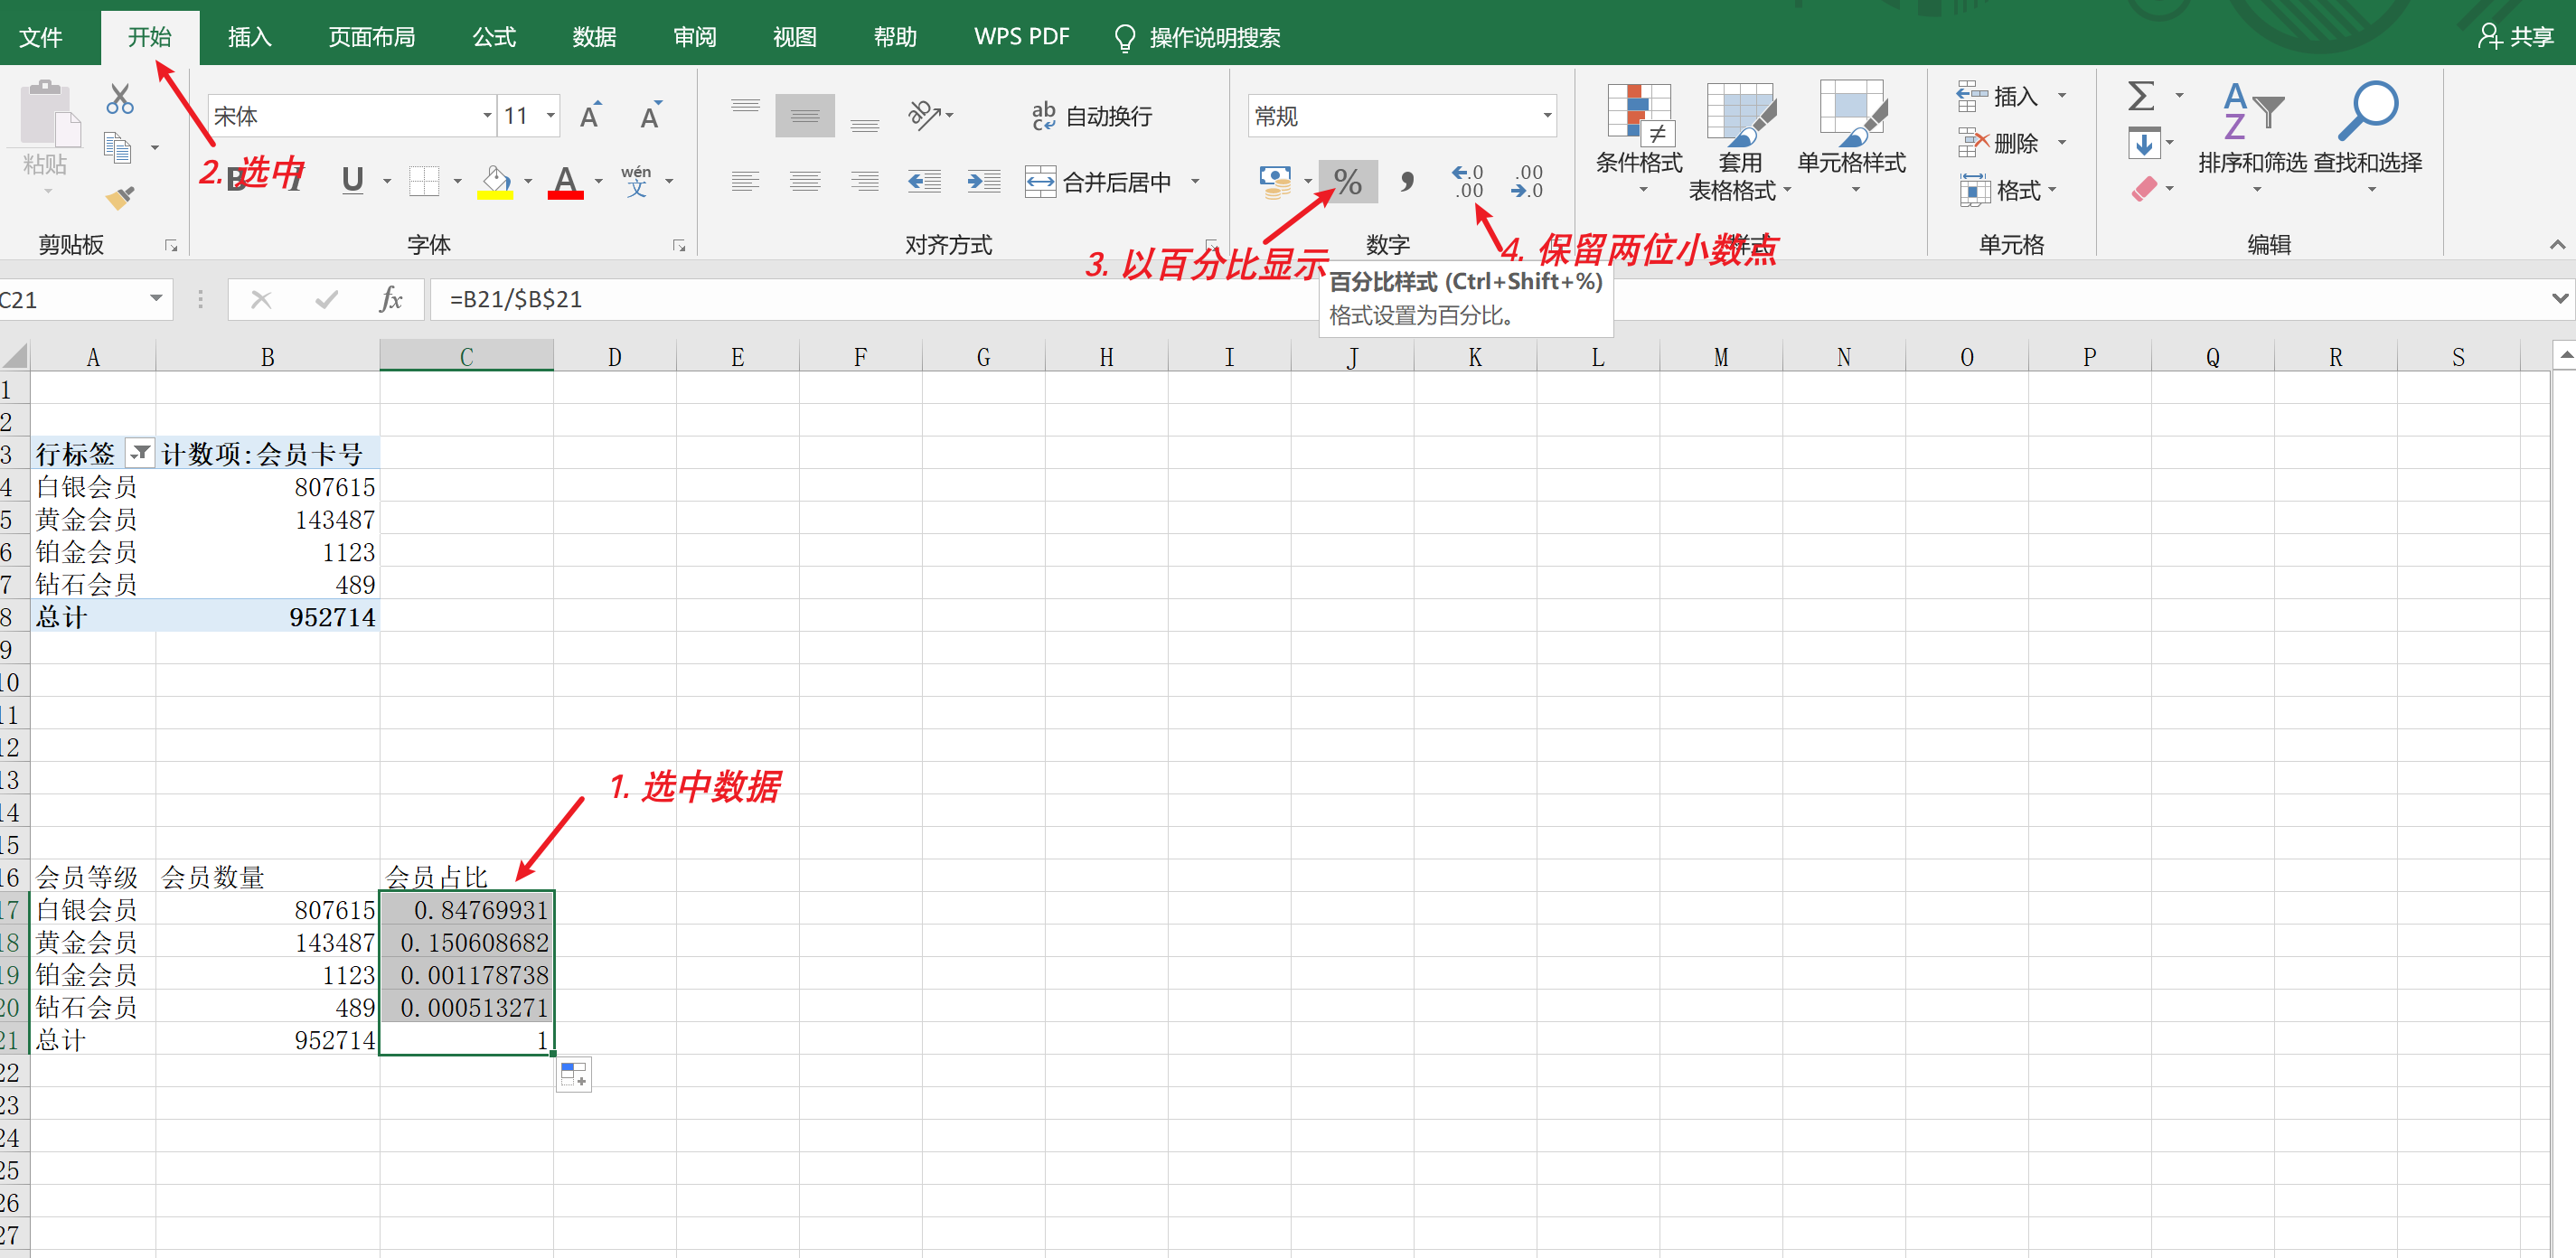 文件 开始 插入 页面布局 公式 数据 审阅 视图 帮助 WPS PDF 操作说明搜索 共享
宋体 11 A A ab 自动换行 常规 插入
粘贴 2. 选中 B I U A wén 文 合并后居中 % , .0 .00 .00 .0 条件格式 套用 表格格式 单元格样式 删除 格式 Σ A Z 排序和筛选 查找和选择
剪贴板 字体 对齐方式 数字 样式 单元格 编辑
3. 以百分比显示 4. 保留两位小数点
百分比样式 (Ctrl+Shift+%)
格式设置为百分比。
C21 fx =B21/$B$21
A B C D E F G H I J K L M N O P Q R S
1
2
3 行标签 计数项:会员卡号
4 白银会员 807615
5 黄金会员 143487
6 铂金会员 1123
7 钻石会员 489
8 总计 952714
9
10
11
12
13 1. 选中数据
14
15
16 会员等级 会员数量 会员占比
17 白银会员 807615 0.84769931
18 黄金会员 143487 0.150608682
19 铂金会员 1123 0.001178738
20 钻石会员 489 0.000513271
21 总计 952714 1
22
23
24
25
26
27